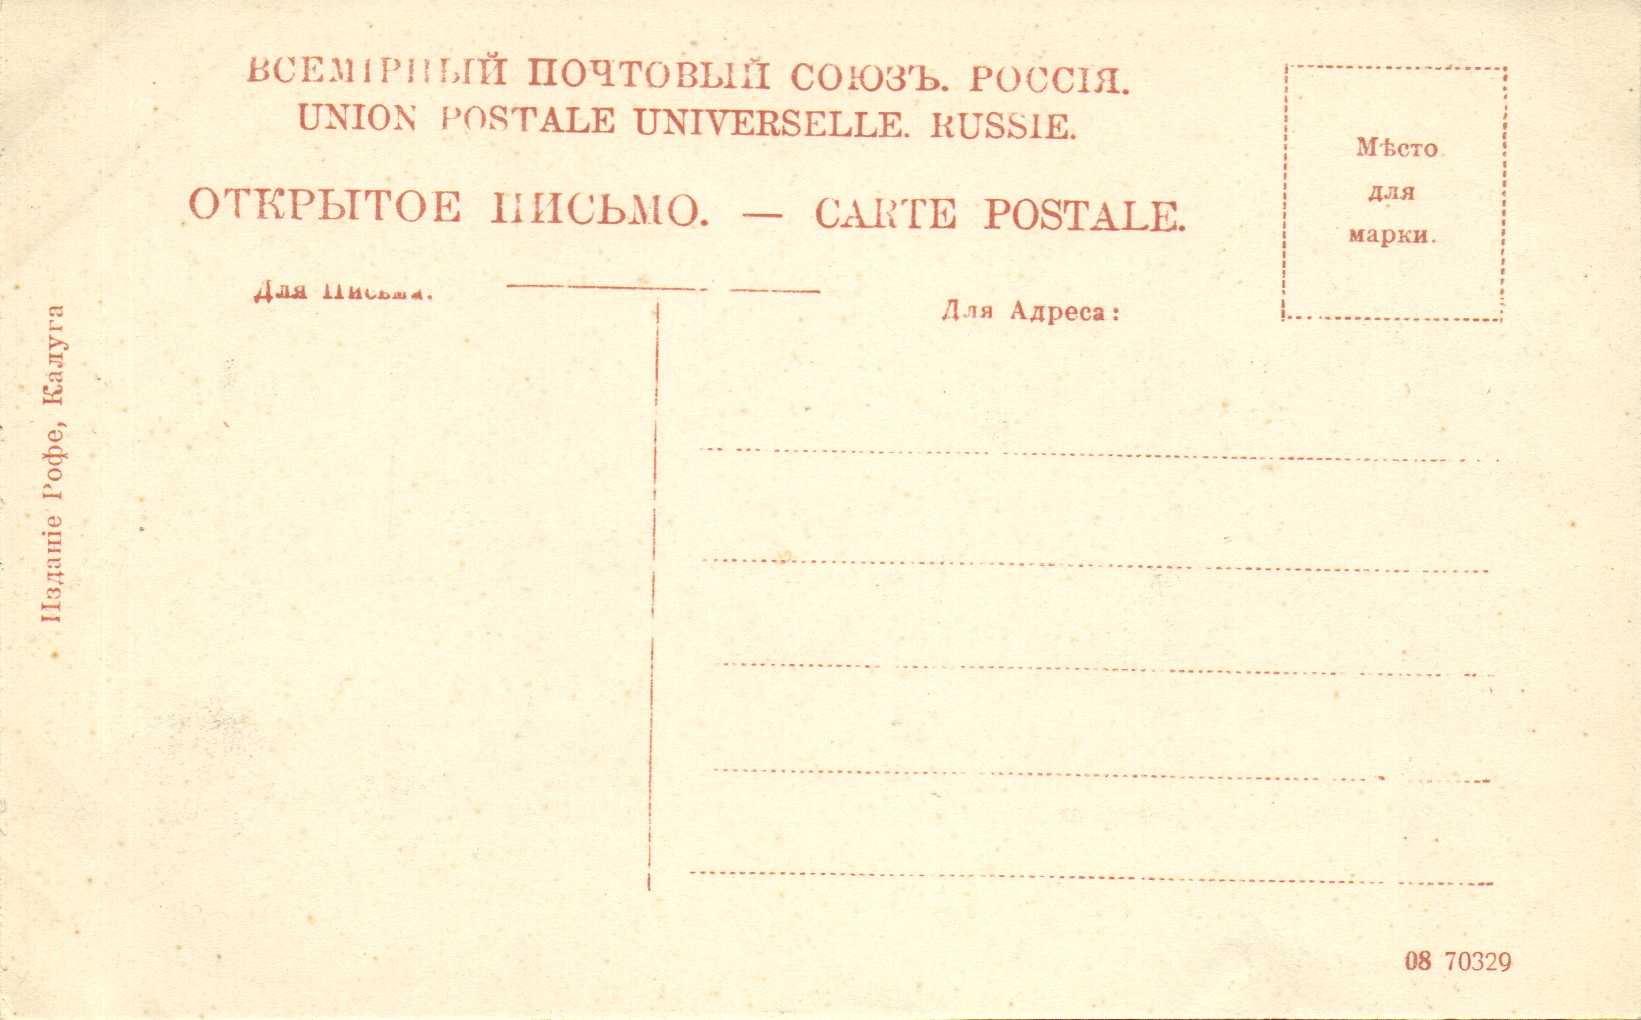 ВСЕМІРНЫЙ ПОЧТОВЫЙ СОЮЗЪ. РОССІЯ.
UNION POSTALE UNIVERSELLE. RUSSIE.
ОТКРЫТОЕ ПИСЬМО. — CARTE POSTALE.
Мѣсто
для
марки.
Для Письма.
Для Адреса:
Изданіе Рофе, Калуга
08 70329